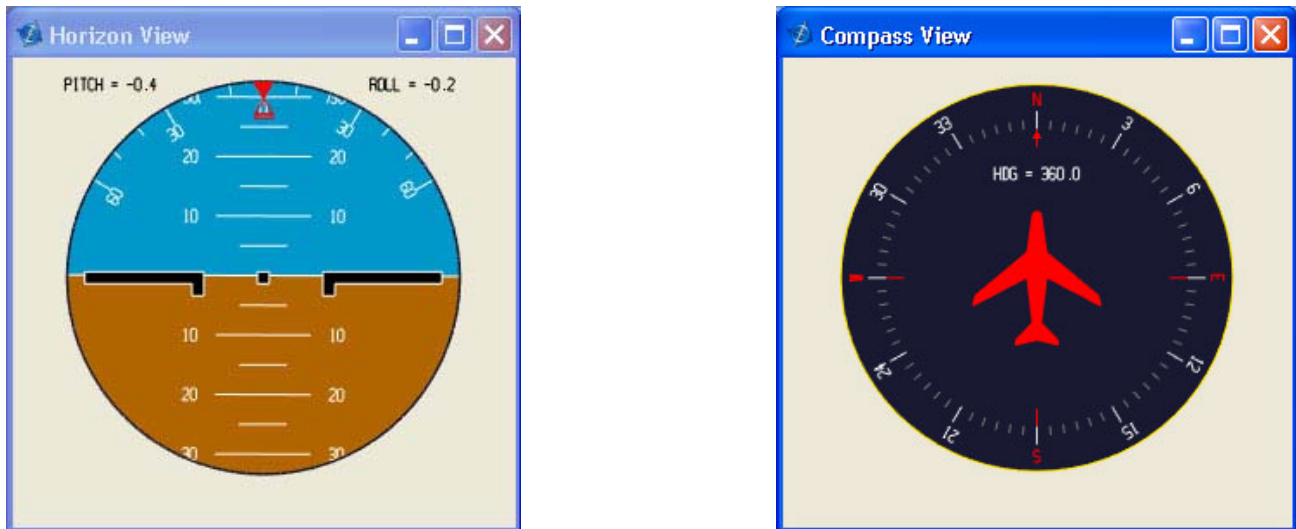 Horizon View
PITCH = -0.4
ROLL = -0.2
30 30
20 20
60 60
10 10
10 10
20 20
30 30
Compass View
N
33 3
HDG = 360.0
30 6
W E
24 12
21 15
S